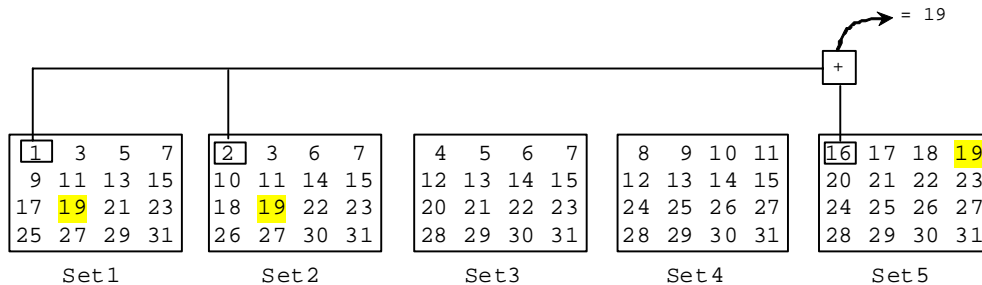 = 19
+
1 3 5 7 2 3 6 7 4 5 6 7 8 9 10 11 16 17 18 19
9 11 13 15 10 11 14 15 12 13 14 15 12 13 14 15 20 21 22 23
17 19 21 23 18 19 22 23 20 21 22 23 24 25 26 27 24 25 26 27
25 27 29 31 26 27 30 31 28 29 30 31 28 29 30 31 28 29 30 31
Set1 Set2 Set3 Set4 Set5